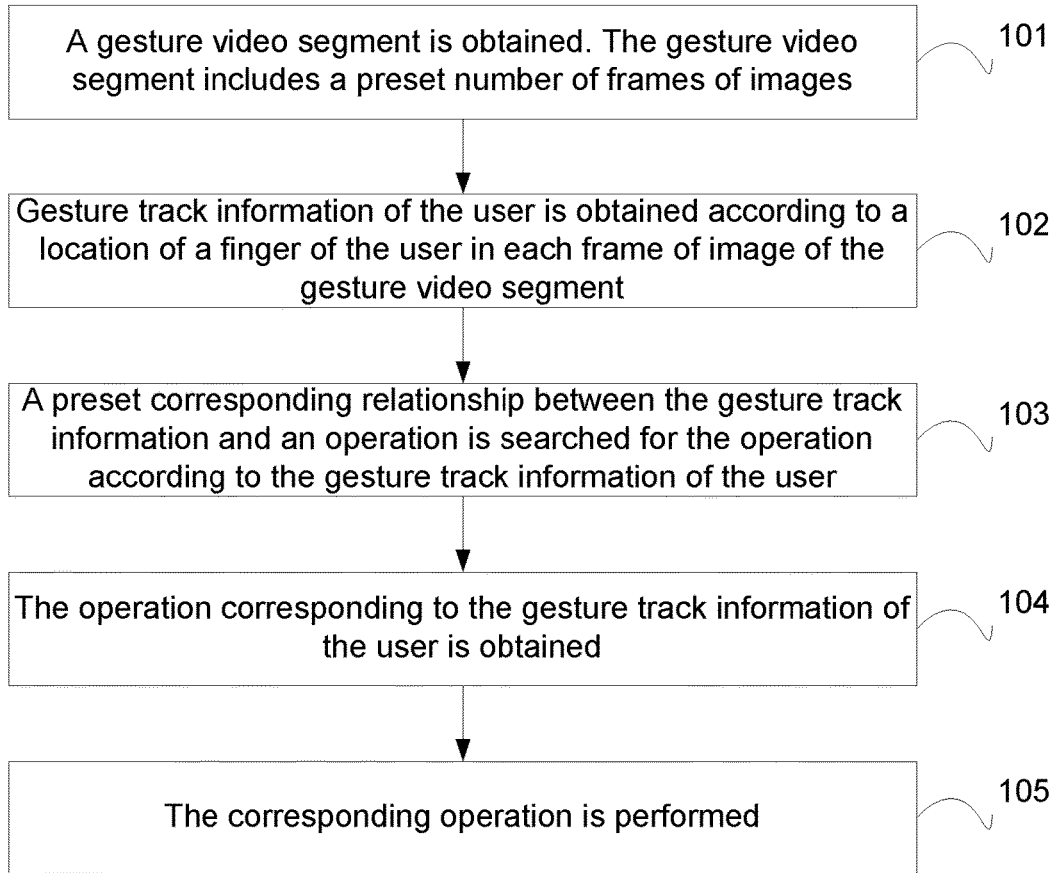 A gesture video segment is obtained. The gesture video
segment includes a preset number of frames of images
101
Gesture track information of the user is obtained according to a
location of a finger of the user in each frame of image of the
gesture video segment
102
A preset corresponding relationship between the gesture track
information and an operation is searched for the operation
according to the gesture track information of the user
103
The operation corresponding to the gesture track information of
the user is obtained
104
The corresponding operation is performed
105